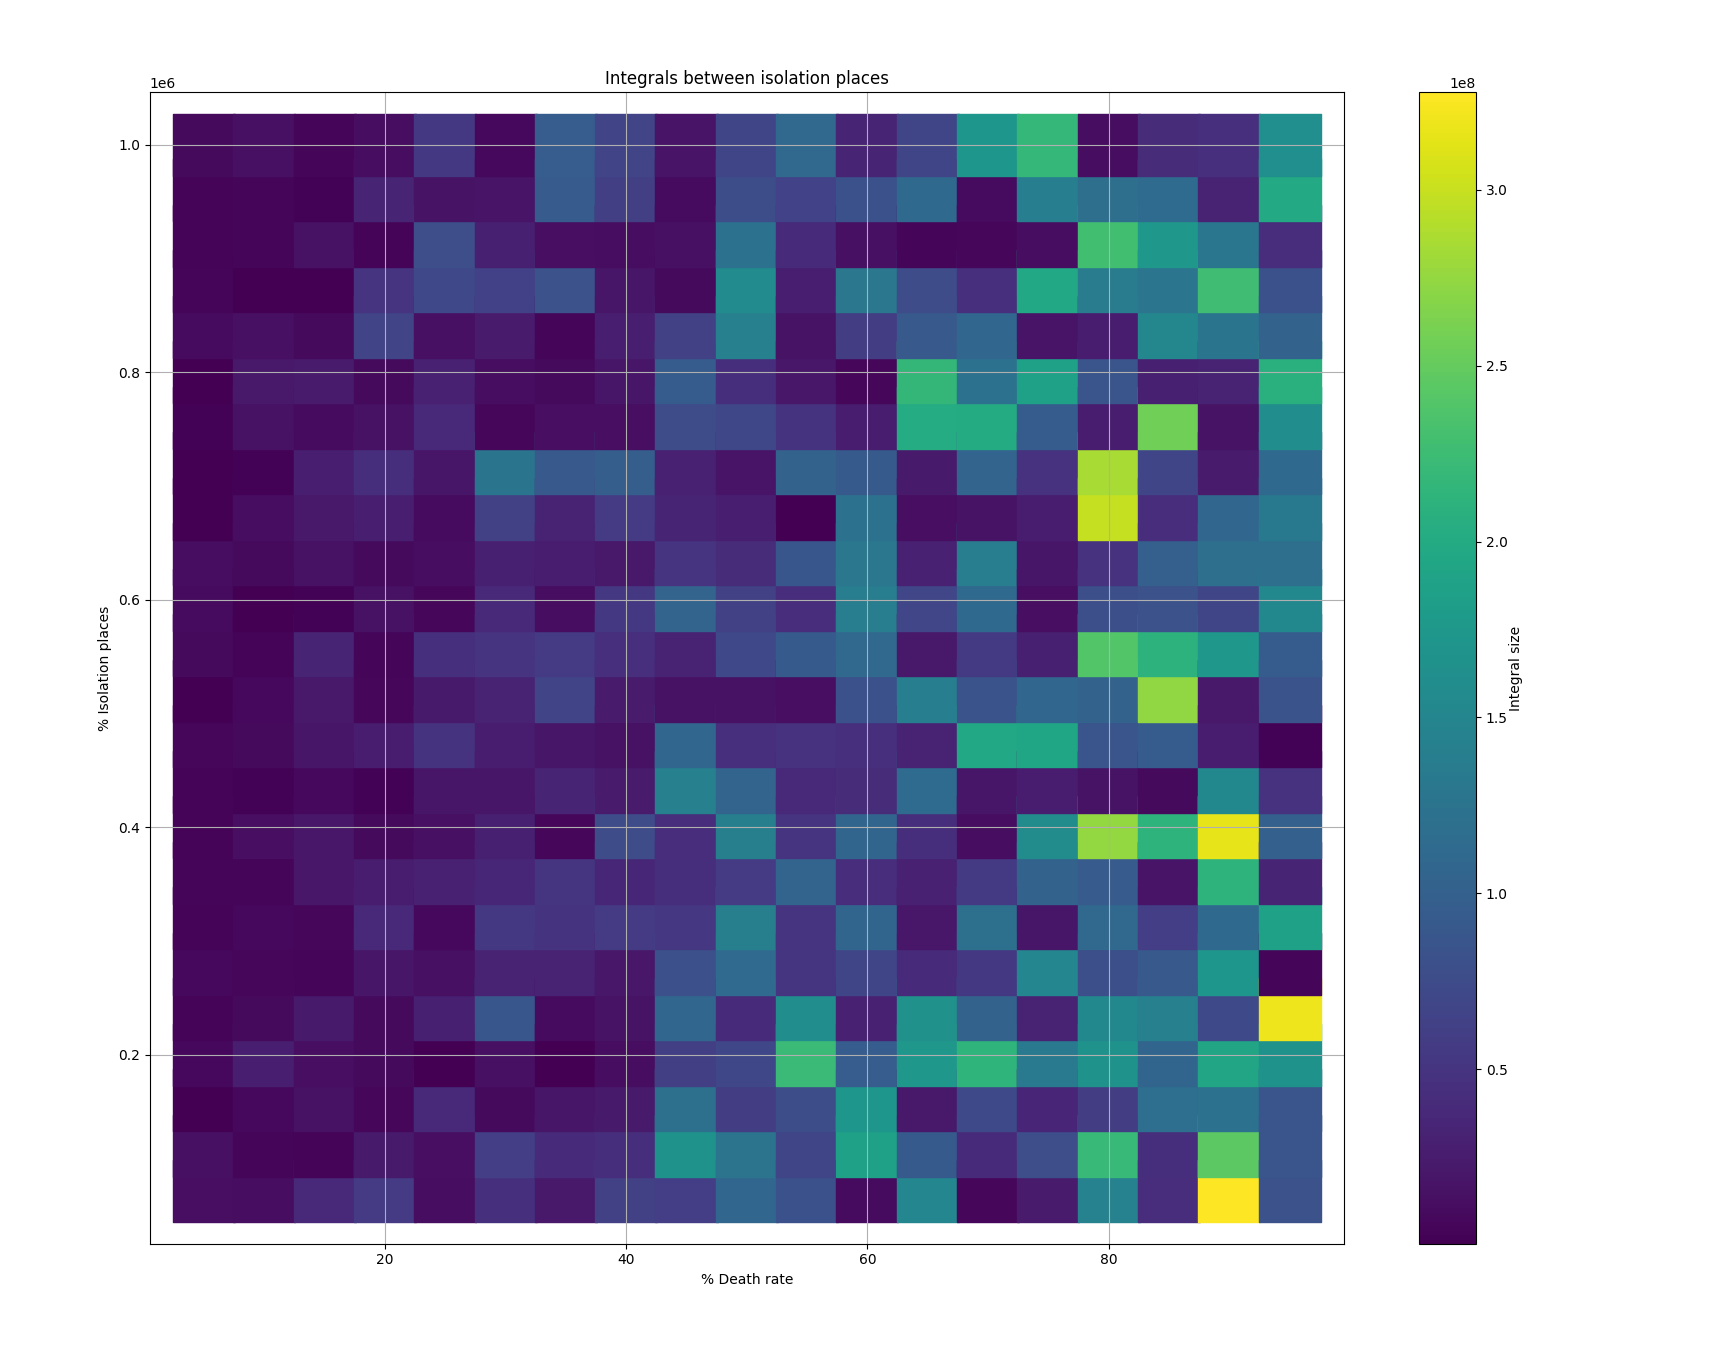 Integrals between isolation places
1e6
1.0
0.8
0.6
0.4
0.2
% Isolation places
20
40
60
80
% Death rate
1e8
3.0
2.5
2.0
1.5
1.0
0.5
Integral size